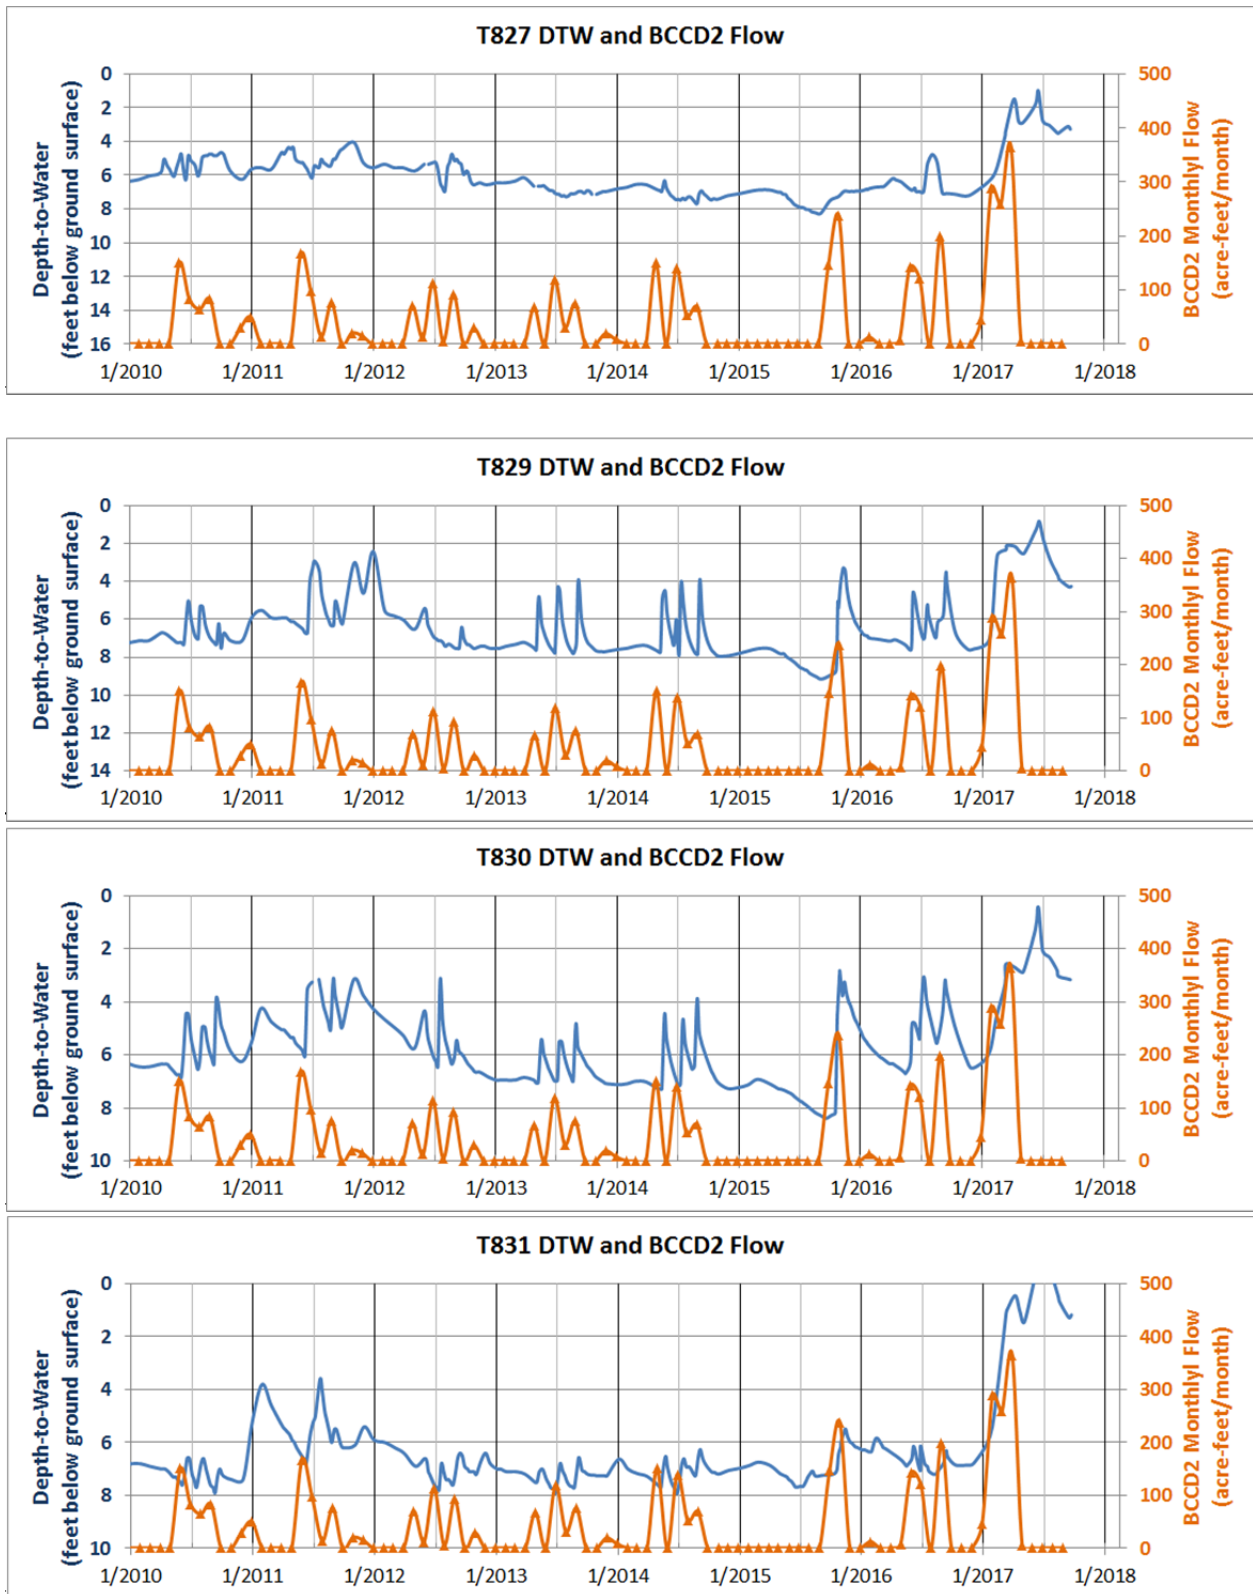 T827 DTW and BCCD2 Flow
Depth-to-Water
(feet below ground surface)
0
2
4
6
8
10
12
14
16
500
400
300
200
100
0
BCCD2 Monthlyl Flow
(acre-feet/month)
1/2010 1/2011 1/2012 1/2013 1/2014 1/2015 1/2016 1/2017 1/2018
T829 DTW and BCCD2 Flow
Depth-to-Water
(feet below ground surface)
0
2
4
6
8
10
12
14
500
400
300
200
100
0
BCCD2 Monthlyl Flow
(acre-feet/month)
1/2010 1/2011 1/2012 1/2013 1/2014 1/2015 1/2016 1/2017 1/2018
T830 DTW and BCCD2 Flow
Depth-to-Water
(feet below ground surface)
0
2
4
6
8
10
500
400
300
200
100
0
BCCD2 Monthlyl Flow
(acre-feet/month)
1/2010 1/2011 1/2012 1/2013 1/2014 1/2015 1/2016 1/2017 1/2018
T831 DTW and BCCD2 Flow
Depth-to-Water
(feet below ground surface)
0
2
4
6
8
10
500
400
300
200
100
0
BCCD2 Monthlyl Flow
(acre-feet/month)
1/2010 1/2011 1/2012 1/2013 1/2014 1/2015 1/2016 1/2017 1/2018